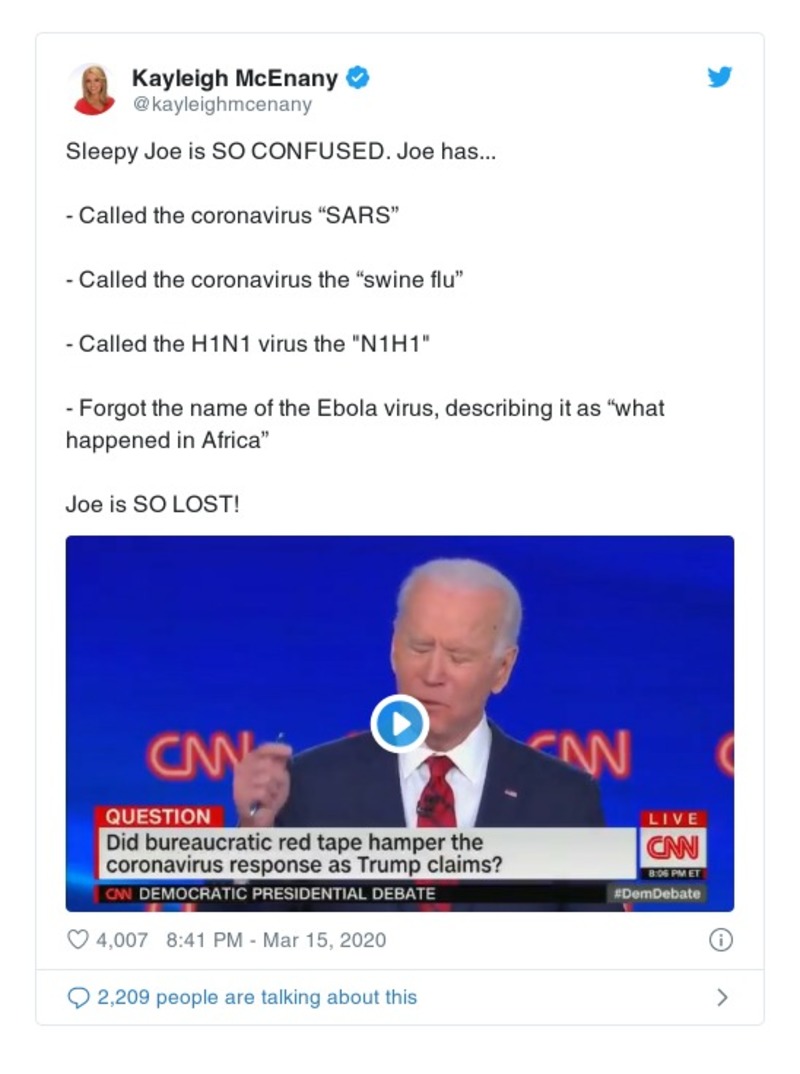 Kayleigh McEnany
@kayleighmcenany
Sleepy Joe is SO CONFUSED. Joe has...
- Called the coronavirus “SARS”
- Called the coronavirus the “swine flu”
- Called the H1N1 virus the "N1H1"
- Forgot the name of the Ebola virus, describing it as “what
happened in Africa”
Joe is SO LOST!
CNN CNN C
QUESTION
Did bureaucratic red tape hamper the
coronavirus response as Trump claims?
LIVE
CNN
8:06 PM ET
CNN DEMOCRATIC PRESIDENTIAL DEBATE
#DemDebate
4,007 8:41 PM - Mar 15, 2020
2,209 people are talking about this